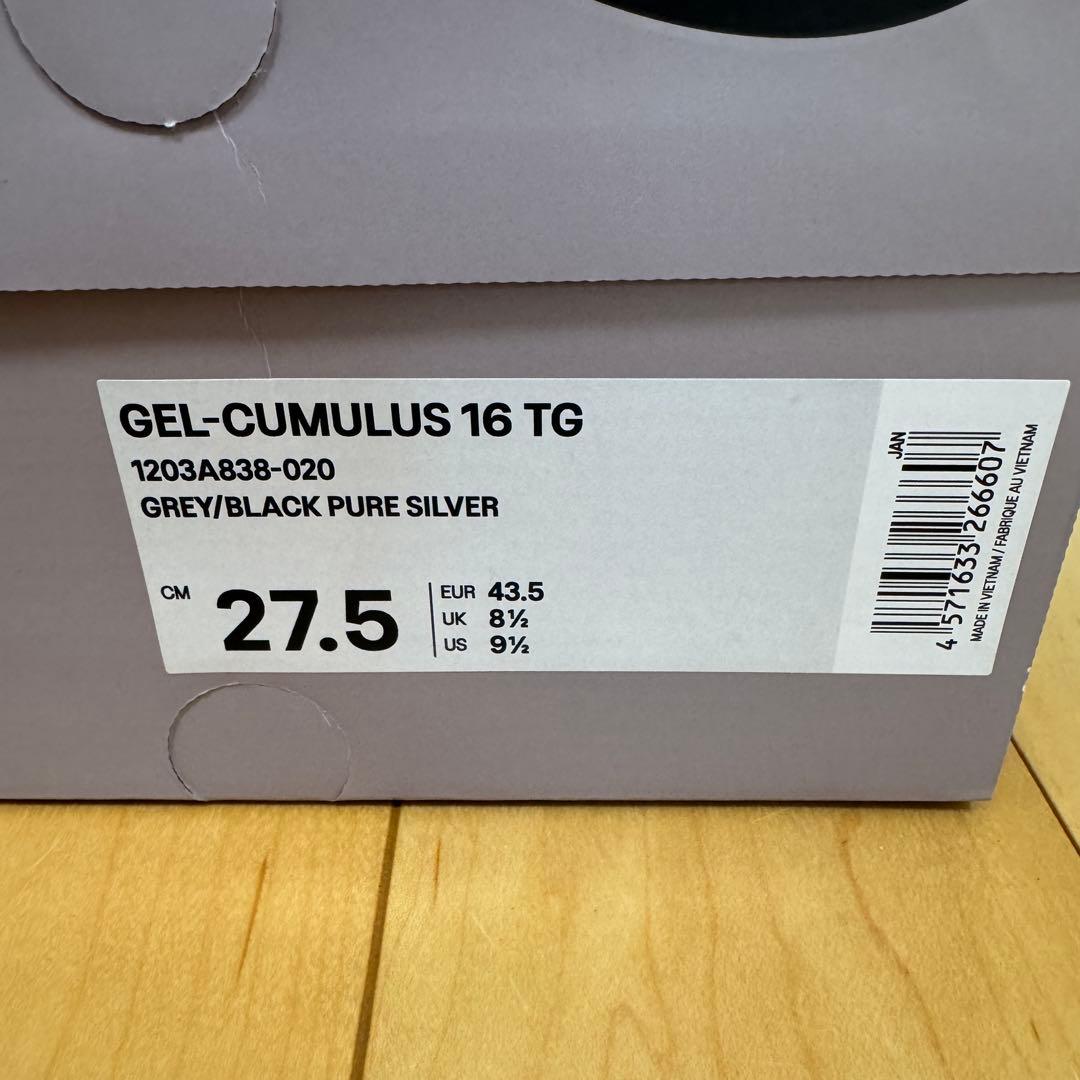 GEL-CUMULUS 16 TG
1203A838-020
GREY/BLACK PURE SILVER
CM 27.5
EUR 43.5
UK 8½
US 9½
JAN
4 571633 266607
MADE IN VIETNAM / FABRIQUE AU VIETNAM